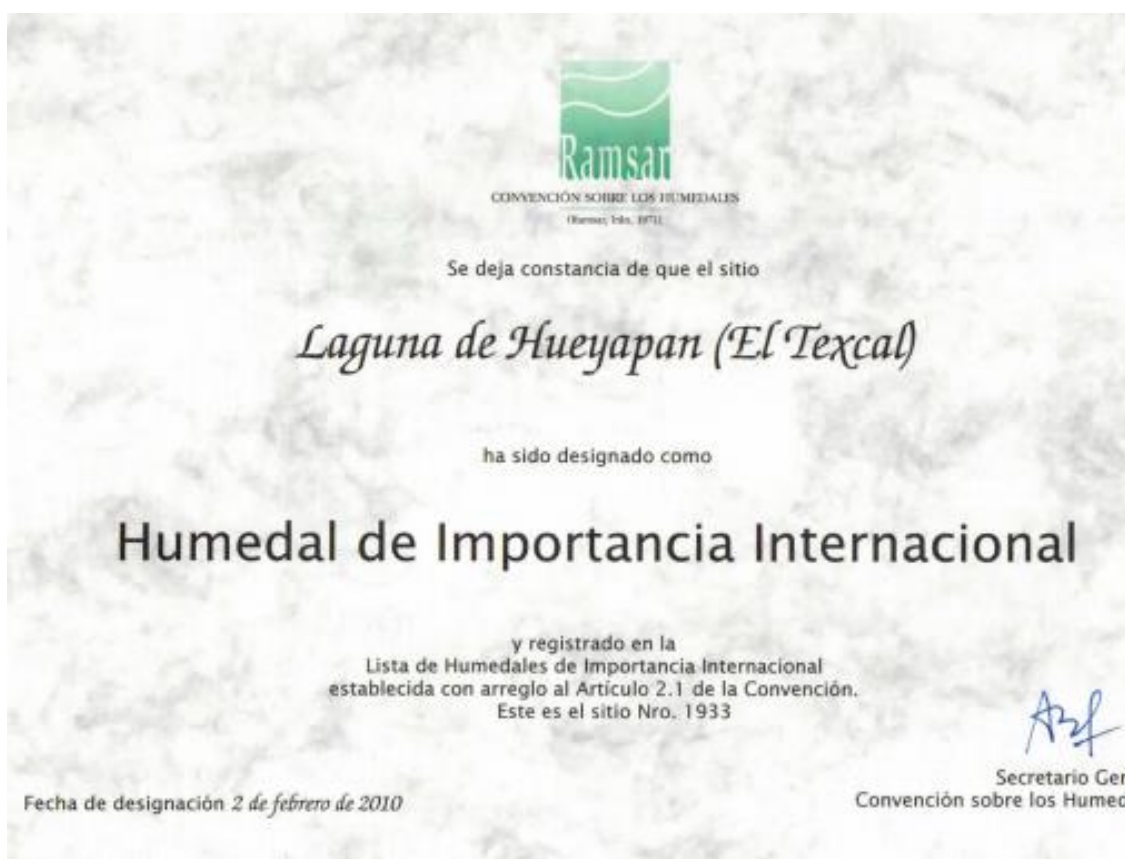 Ramsar
CONVENCIÓN SOBRE LOS HUMEDALES
(Ramsar, Irán, 1971)
Se deja constancia de que el sitio
Laguna de Hueyapan (El Texcal)
ha sido designado como
Humedal de Importancia Internacional
y registrado en la
Lista de Humedales de Importancia Internacional
establecida con arreglo al Artículo 2.1 de la Convención.
Este es el sitio Nro. 1933
Secretario Ger
Fecha de designación 2 de febrero de 2010
Convención sobre los Humed